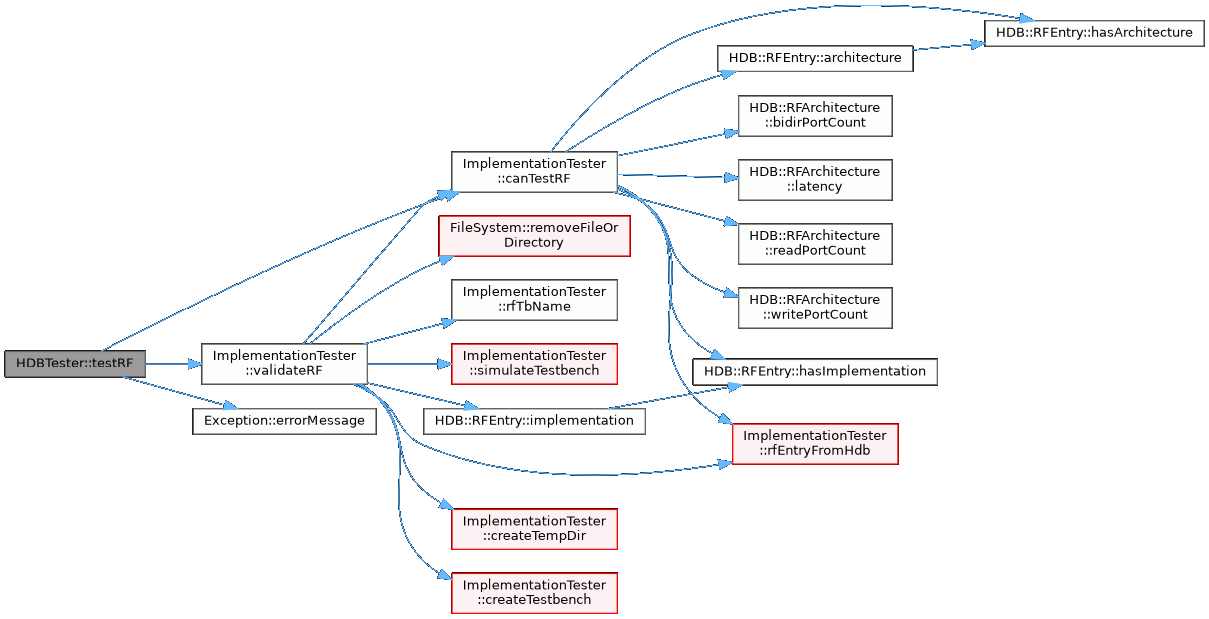 HDBTester::testRF
ImplementationTester
::validateRF
Exception::errorMessage
ImplementationTester
::canTestRF
FileSystem::removeFileOr
Directory
ImplementationTester
::rfTbName
ImplementationTester
::simulateTestbench
HDB::RFEntry::implementation
ImplementationTester
::createTempDir
ImplementationTester
::createTestbench
HDB::RFEntry::architecture
HDB::RFArchitecture
::bidirPortCount
HDB::RFArchitecture
::latency
HDB::RFArchitecture
::readPortCount
HDB::RFArchitecture
::writePortCount
HDB::RFEntry::hasImplementation
ImplementationTester
::rfEntryFromHdb
HDB::RFEntry::hasArchitecture